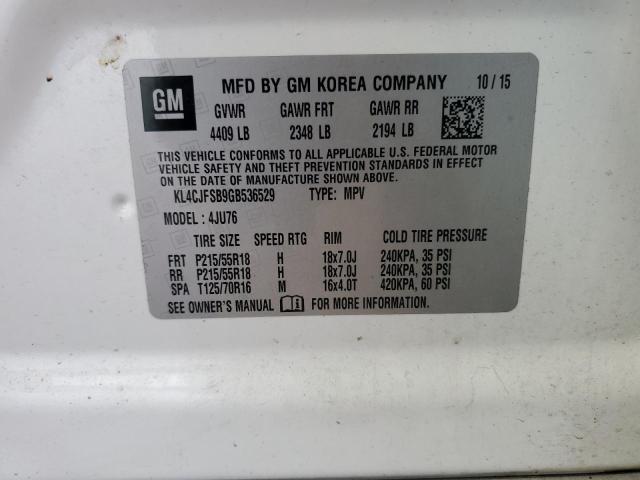 GM MFD BY GM KOREA COMPANY 10 / 15
GVWR GAWR FRT GAWR RR
4409 LB 2348 LB 2194 LB
THIS VEHICLE CONFORMS TO ALL APPLICABLE U.S. FEDERAL MOTOR
VEHICLE SAFETY AND THEFT PREVENTION STANDARDS IN EFFECT ON
THE DATE OF MANUFACTURE SHOWN ABOVE.
KL4CJFSB9GB536529 TYPE: MPV
MODEL : 4JU76
TIRE SIZE SPEED RTG RIM COLD TIRE PRESSURE
FRT P215/55R18 H 18x7.0J 240KPA, 35 PSI
RR P215/55R18 H 18x7.0J 240KPA, 35 PSI
SPA T125/70R16 M 16x4.0T 420KPA, 60 PSI
SEE OWNER'S MANUAL FOR MORE INFORMATION.